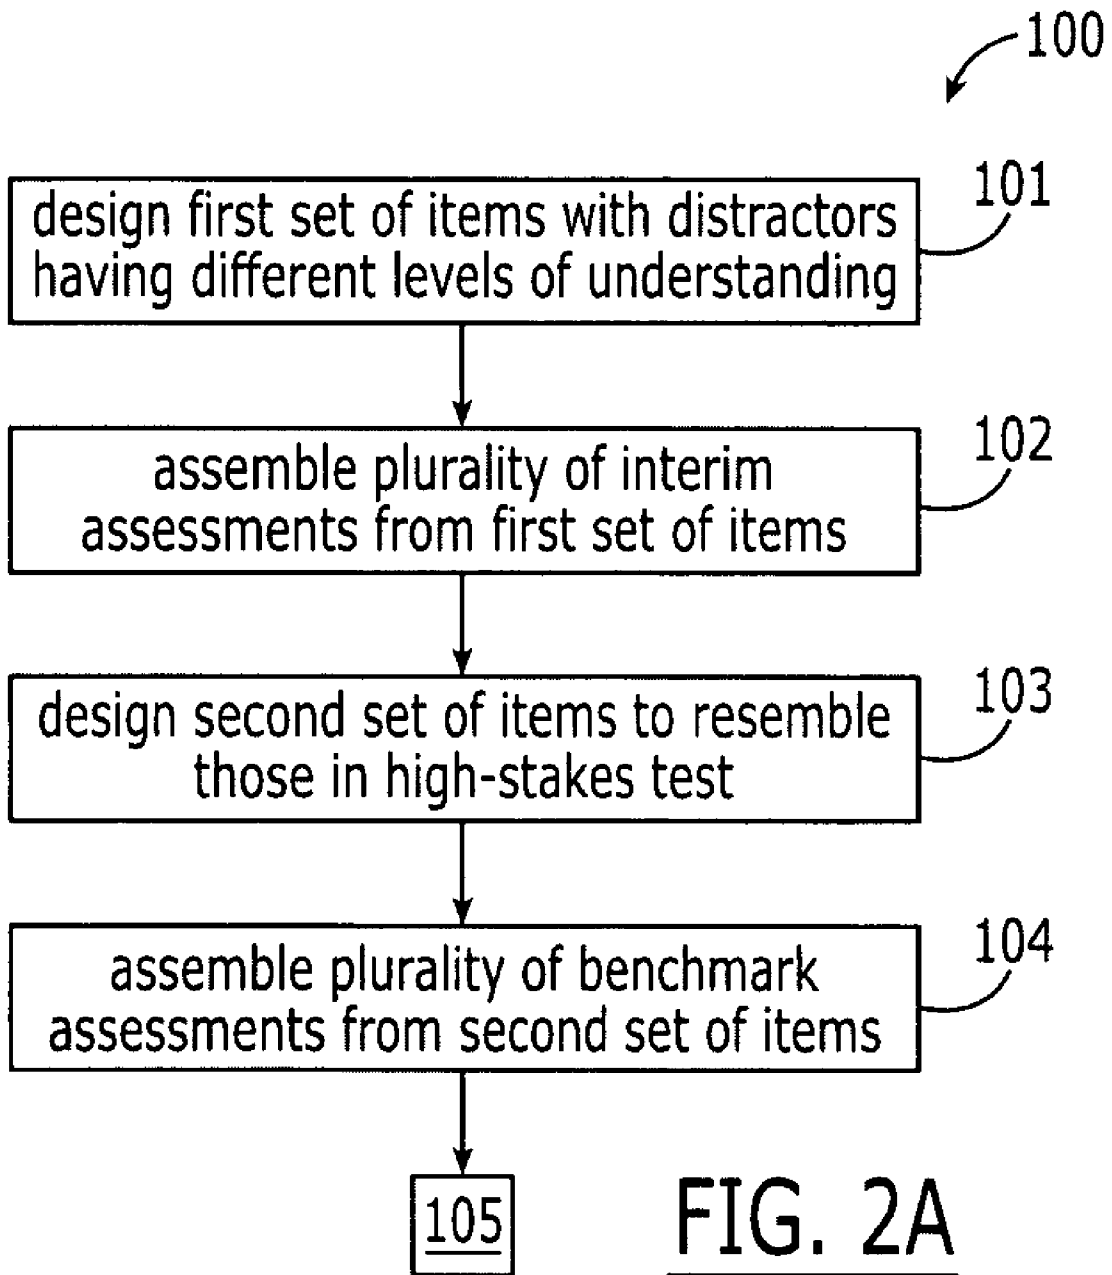 100
101
design first set of items with distractors
having different levels of understanding
102
assemble plurality of interim
assessments from first set of items
103
design second set of items to resemble
those in high-stakes test
104
assemble plurality of benchmark
assessments from second set of items
105
FIG. 2A